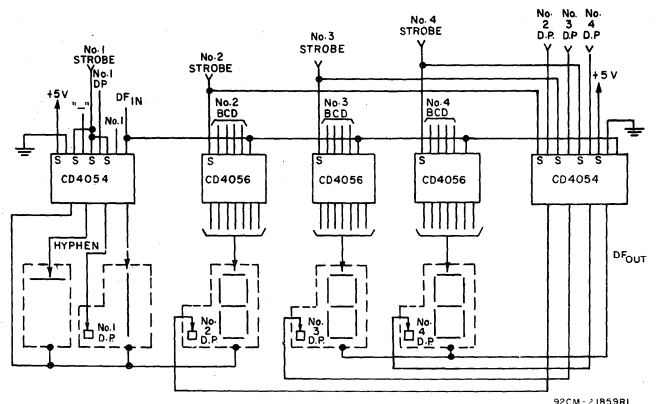 No. 1
STROBE
No. 1
DP
+5V
"–"
No. 1
DF IN
No. 2
STROBE
No. 2
BCD
No. 3
STROBE
No. 3
BCD
No. 4
STROBE
No. 4
BCD
No. 2 D.P.
No. 3 D.P.
No. 4 D.P.
+5V
S S S S S
CD4054
S
CD4056
S
CD4056
S
CD4056
S S S S
CD4054
HYPHEN
DF OUT
No. 1
D.P.
No. 2
D.P.
No. 3
D.P.
No. 4
D.P.
92CM-21859R1